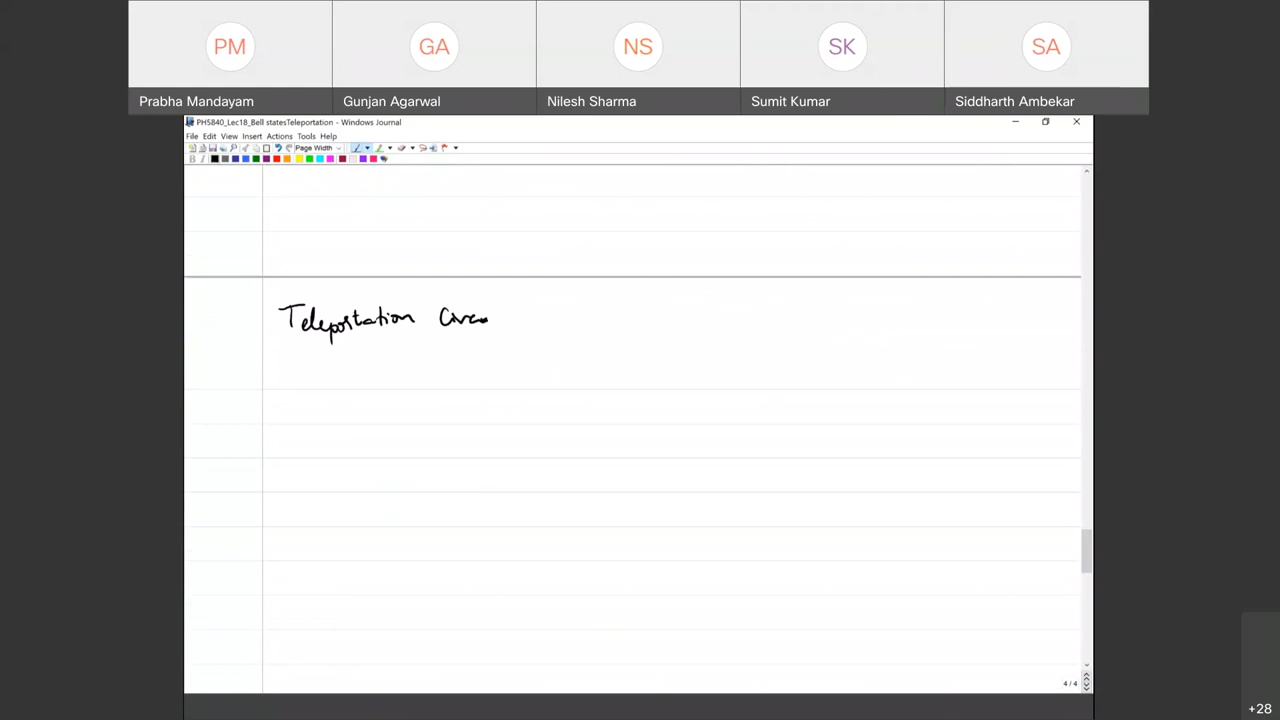 PM GA NS SK SA
Prabha Mandayam Gunjan Agarwal Nilesh Sharma Sumit Kumar Siddharth Ambekar
PH5840_Lec18_Bell statesTeleportation - Windows Journal
File Edit View Insert Actions Tools Help
Page Width
B I
Teleportation Circ
4 / 4
+28